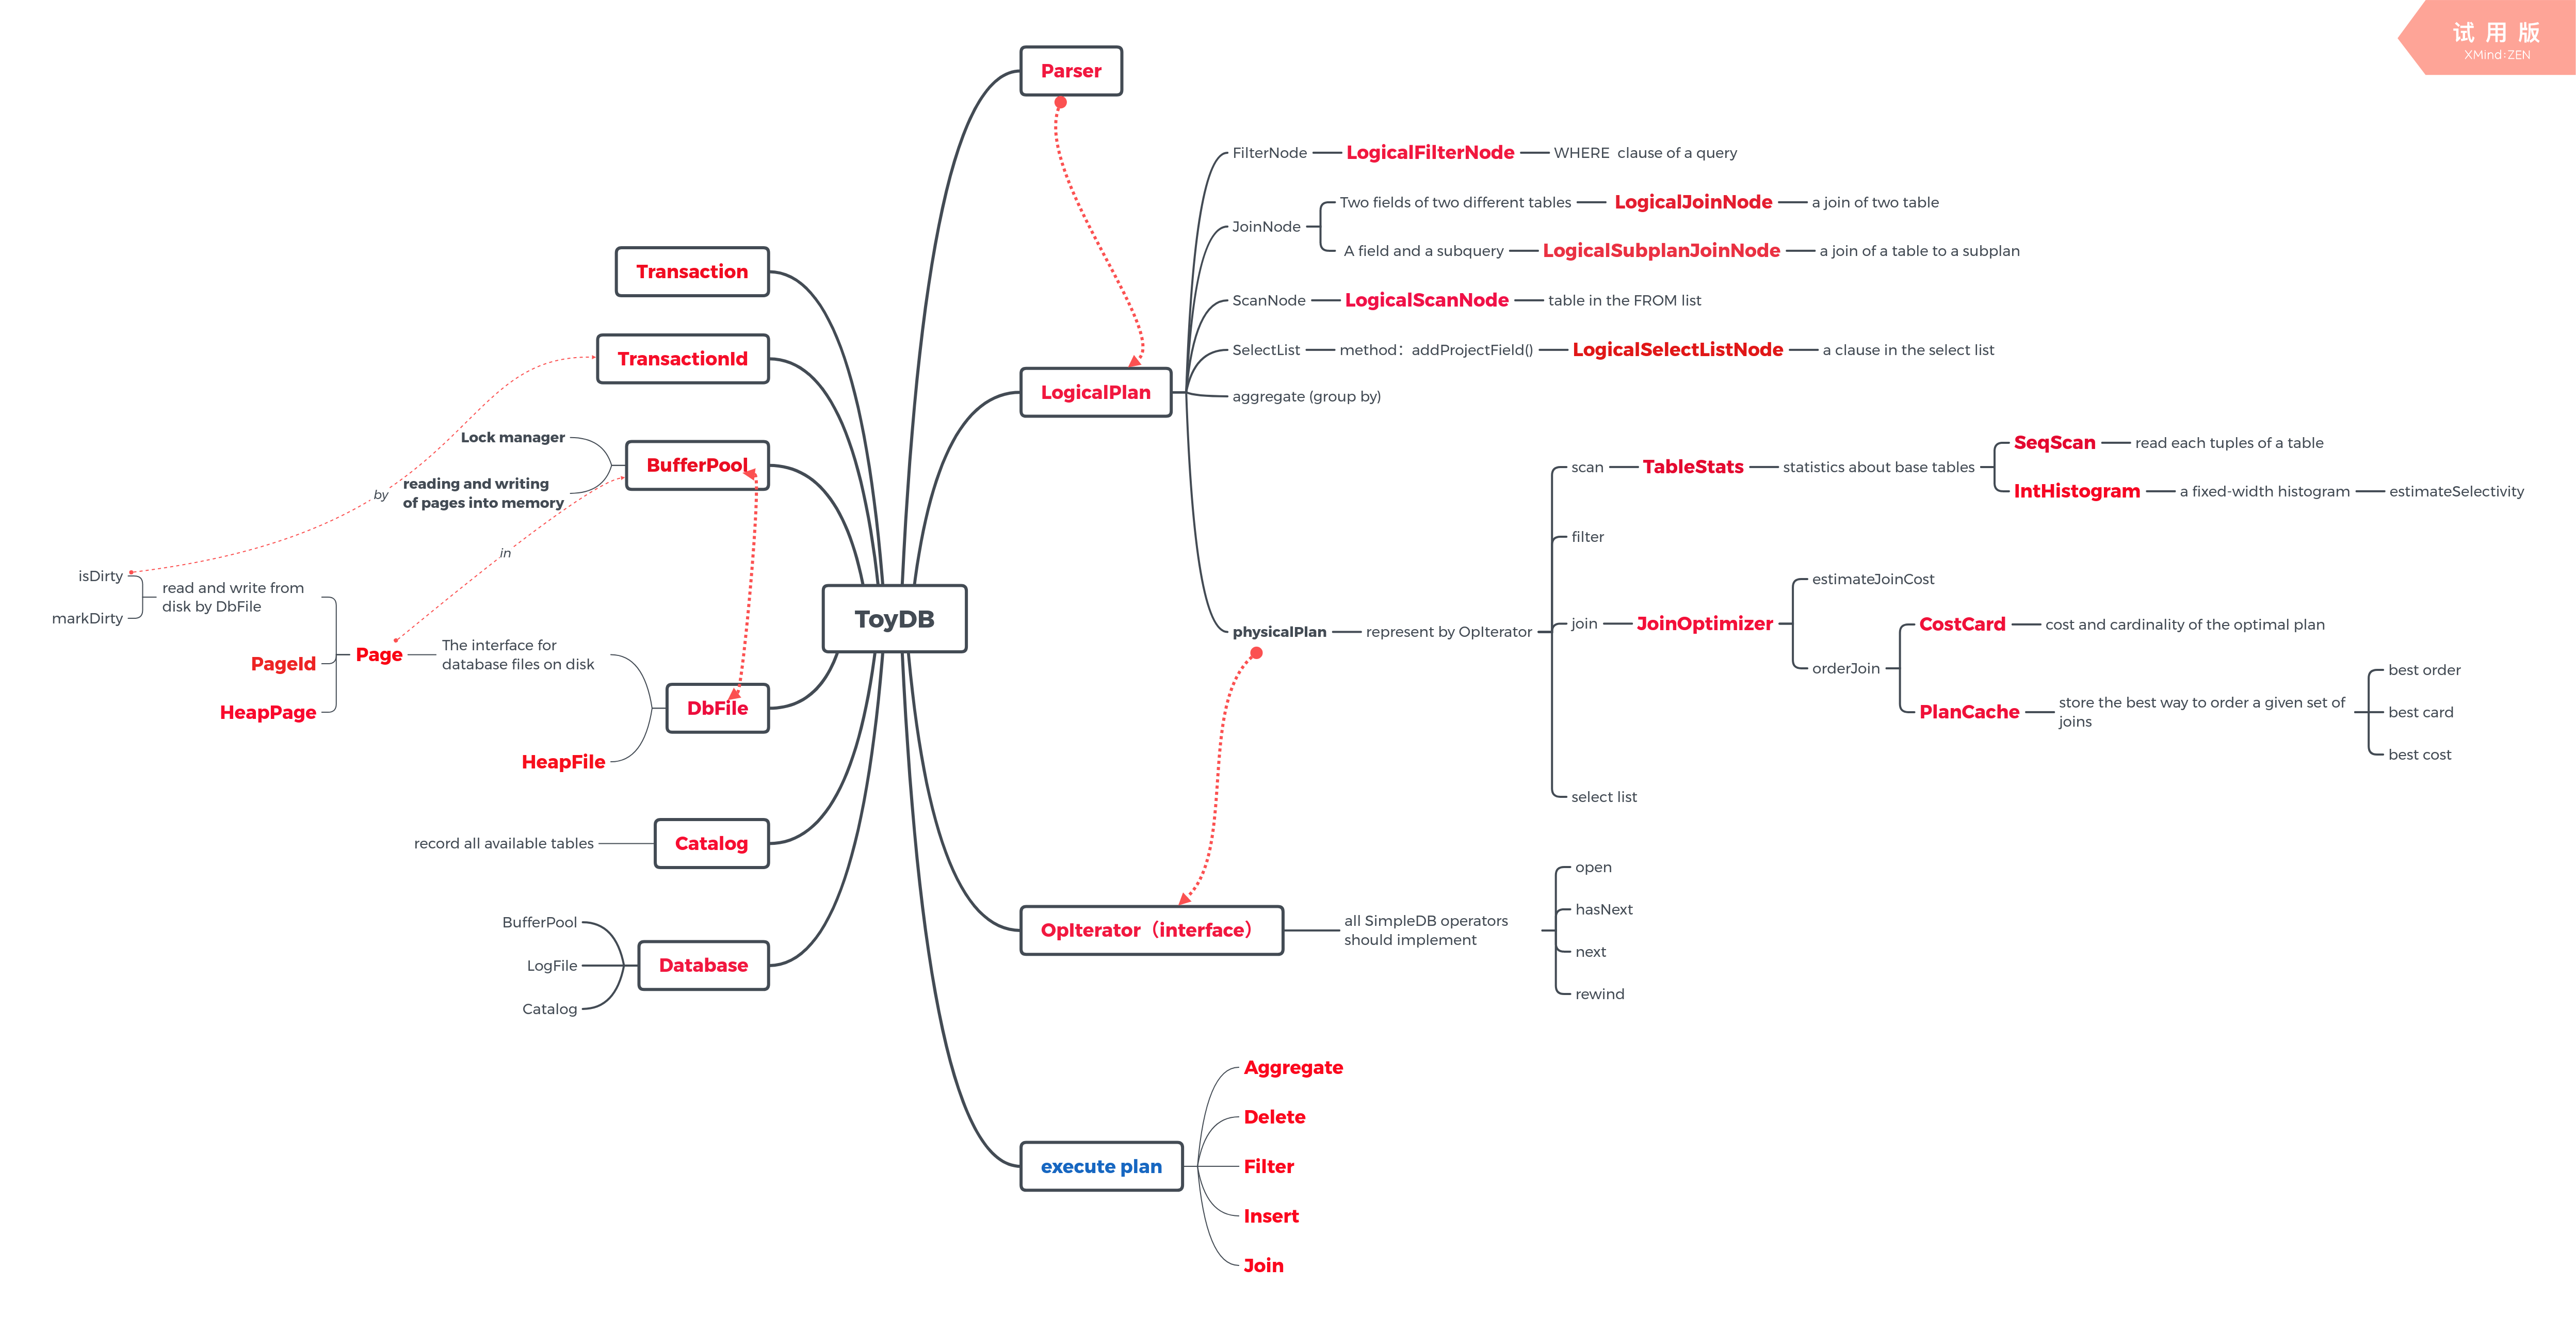 试用版
XMind:ZEN
Parser
FilterNode
LogicalFilterNode
WHERE  clause of a query
Two fields of two different tables
LogicalJoinNode
a join of two table
JoinNode
A field and a subquery
LogicalSubplanJoinNode
a join of a table to a subplan
ScanNode
LogicalScanNode
table in the FROM list
SelectList
method：addProjectField()
LogicalSelectListNode
a clause in the select list
LogicalPlan
aggregate (group by)
SeqScan
read each tuples of a table
scan
TableStats
statistics about base tables
IntHistogram
a fixed-width histogram
estimateSelectivity
filter
estimateJoinCost
join
JoinOptimizer
CostCard
cost and cardinality of the optimal plan
physicalPlan
represent by OpIterator
orderJoin
best order
PlanCache
store the best way to order a given set of
joins
best card
best cost
select list
Transaction
TransactionId
Lock manager
BufferPool
reading and writing
of pages into memory
by
in
isDirty
read and write from
disk by DbFile
markDirty
ToyDB
PageId
Page
The interface for
database files on disk
HeapPage
DbFile
HeapFile
record all available tables
Catalog
BufferPool
LogFile
Database
Catalog
OpIterator（interface）
all SimpleDB operators
should implement
open
hasNext
next
rewind
execute plan
Aggregate
Delete
Filter
Insert
Join